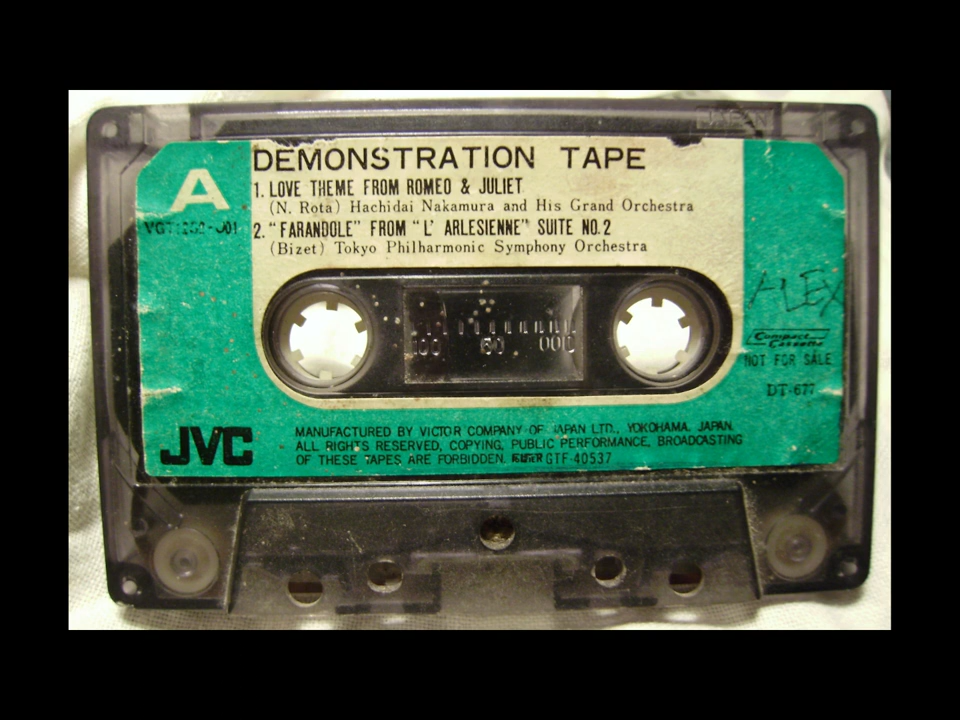 JAPAN
DEMONSTRATION TAPE
A
1. LOVE THEME FROM ROMEO & JULIET
(N. Rota) Hachidai Nakamura and His Grand Orchestra
2. "FARANDOLE" FROM "L' ARLESIENNE" SUITE NO. 2
(Bizet) Tokyo Philharmonic Symphony Orchestra
ALEX
100 50 000
Compact Cassette
NOT FOR SALE
DT-677
JVC
MANUFACTURED BY VICTOR COMPANY OF JAPAN LTD., YOKOHAMA, JAPAN.
ALL RIGHTS RESERVED, COPYING, PUBLIC PERFORMANCE, BROADCASTING
OF THESE TAPES ARE FORBIDDEN. GTF-40537